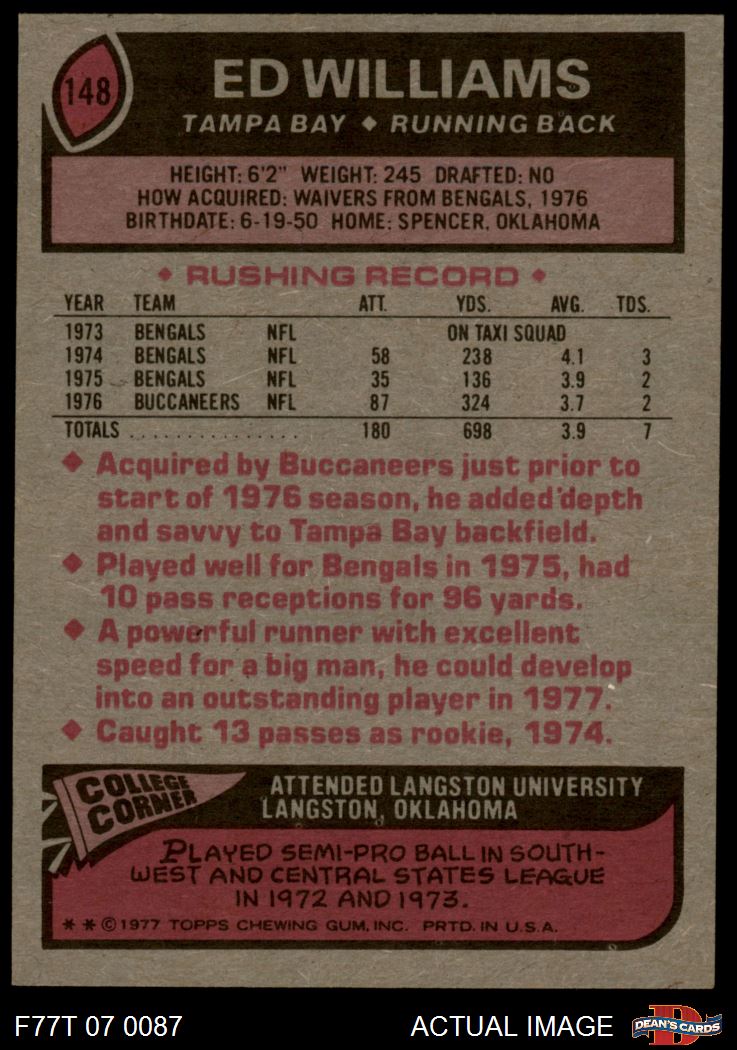 148
ED WILLIAMS
TAMPA BAY ◆ RUNNING BACK
HEIGHT: 6'2" WEIGHT: 245 DRAFTED: NO
HOW ACQUIRED: WAIVERS FROM BENGALS, 1976
BIRTHDATE: 6-19-50 HOME: SPENCER, OKLAHOMA
◆ RUSHING RECORD ◆
YEAR TEAM ATT. YDS. AVG. TDS.
1973 BENGALS NFL ON TAXI SQUAD
1974 BENGALS NFL 58 238 4.1 3
1975 BENGALS NFL 35 136 3.9 2
1976 BUCCANEERS NFL 87 324 3.7 2
TOTALS . . . . . . . . . . . . . . . . 180 698 3.9 7
◆ Acquired by Buccaneers just prior to
start of 1976 season, he added depth
and savvy to Tampa Bay backfield.
◆ Played well for Bengals in 1975, had
10 pass receptions for 96 yards.
◆ A powerful runner with excellent
speed for a big man, he could develop
into an outstanding player in 1977.
◆ Caught 13 passes as rookie, 1974.
COLLEGE
CORNER
ATTENDED LANGSTON UNIVERSITY
LANGSTON, OKLAHOMA
PLAYED SEMI-PRO BALL IN SOUTH-
WEST AND CENTRAL STATES LEAGUE
IN 1972 AND 1973.
* * © 1977 TOPPS CHEWING GUM, INC. PRTD. IN U.S.A.
F77T 07 0087
ACTUAL IMAGE
D
DEAN'S CARDS